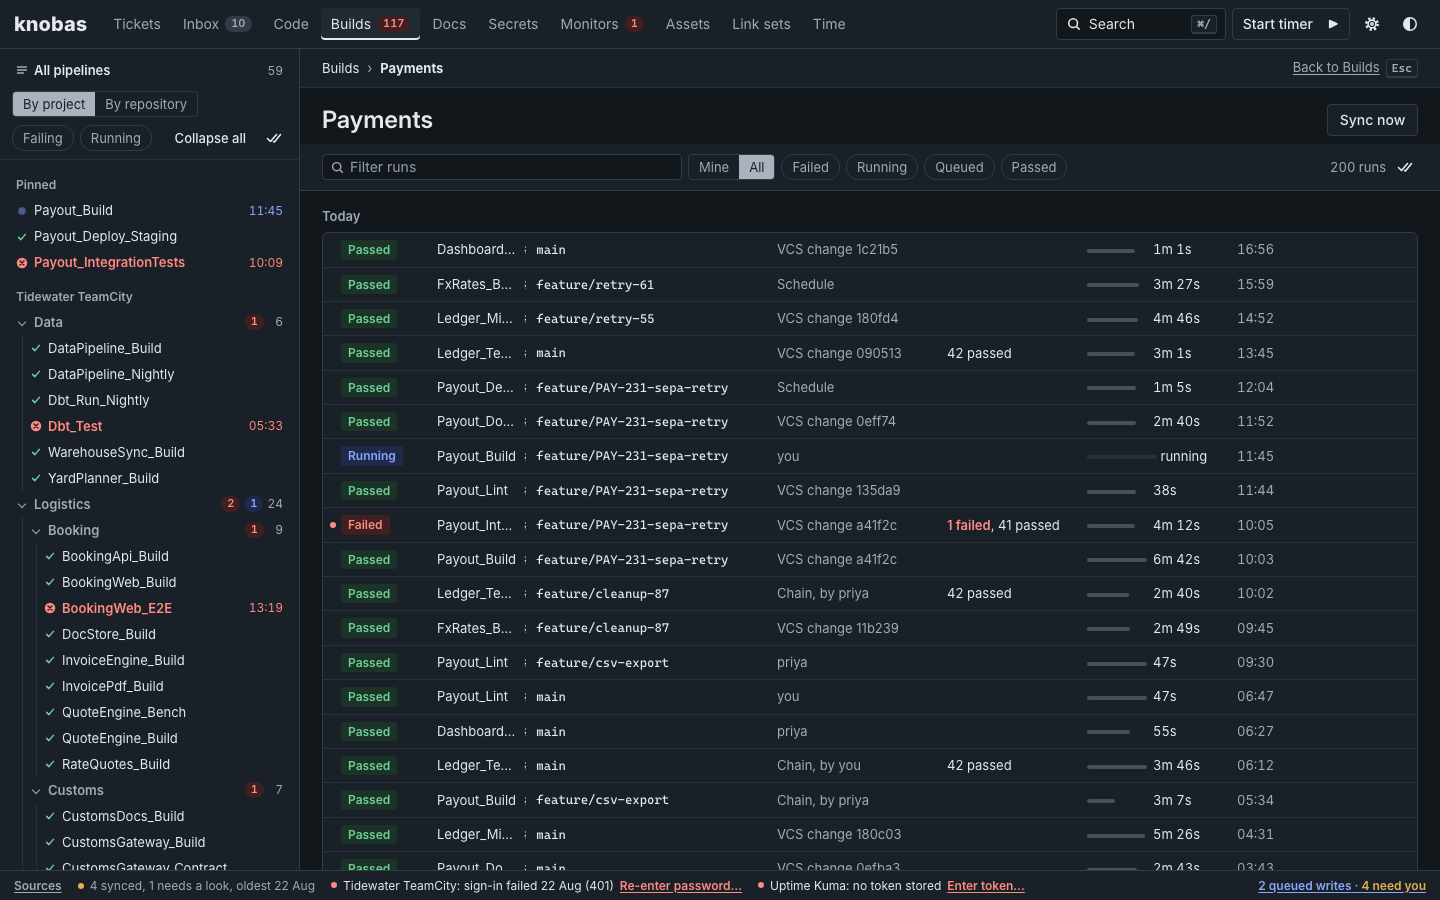 knobas Tickets Inbox 10 Code Builds 117 Docs Secrets Monitors 1 Assets Link sets Time Search ⌘/ Start timer
All pipelines 59
By project By repository
Failing Running Collapse all
Pinned
Payout_Build 11:45
Payout_Deploy_Staging
Payout_IntegrationTests 10:09
Tidewater TeamCity
Data 1 6
DataPipeline_Build
DataPipeline_Nightly
Dbt_Run_Nightly
Dbt_Test 05:33
WarehouseSync_Build
YardPlanner_Build
Logistics 2 1 24
Booking 1 9
BookingApi_Build
BookingWeb_Build
BookingWeb_E2E 13:19
DocStore_Build
InvoiceEngine_Build
InvoicePdf_Build
QuoteEngine_Bench
QuoteEngine_Build
RateQuotes_Build
Customs 1 7
CustomsDocs_Build
CustomsGateway_Build
CustomsGateway_Contract
Builds › Payments Back to Builds Esc
Payments Sync now
Filter runs Mine All Failed Running Queued Passed 200 runs
Today
Passed Dashboard... main VCS change 1c21b5 1m 1s 16:56
Passed FxRates_B... feature/retry-61 Schedule 3m 27s 15:59
Passed Ledger_Mi... feature/retry-55 VCS change 180fd4 4m 46s 14:52
Passed Ledger_Te... main VCS change 090513 42 passed 3m 1s 13:45
Passed Payout_De... feature/PAY-231-sepa-retry Schedule 1m 5s 12:04
Passed Payout_Do... feature/PAY-231-sepa-retry VCS change 0eff74 2m 40s 11:52
Running Payout_Build feature/PAY-231-sepa-retry you running 11:45
Passed Payout_Lint feature/PAY-231-sepa-retry VCS change 135da9 38s 11:44
Failed Payout_Int... feature/PAY-231-sepa-retry VCS change a41f2c 1 failed, 41 passed 4m 12s 10:05
Passed Payout_Build feature/PAY-231-sepa-retry VCS change a41f2c 6m 42s 10:03
Passed Ledger_Te... feature/cleanup-87 Chain, by priya 42 passed 2m 40s 10:02
Passed FxRates_B... feature/cleanup-87 VCS change 11b239 2m 49s 09:45
Passed Payout_Lint feature/csv-export priya 47s 09:30
Passed Payout_Lint main you 47s 06:47
Passed Dashboard... main priya 55s 06:27
Passed Ledger_Te... main Chain, by you 42 passed 3m 46s 06:12
Passed Payout_Build feature/csv-export Chain, by priya 3m 7s 05:34
Passed Ledger_Mi... main VCS change 180c03 5m 26s 04:31
Passed Payout_Do... main VCS change 0efba3 2m 43s 03:43
Sources 4 synced, 1 needs a look, oldest 22 Aug Tidewater TeamCity: sign-in failed 22 Aug (401) Re-enter password... Uptime Kuma: no token stored Enter token... 2 queued writes · 4 need you